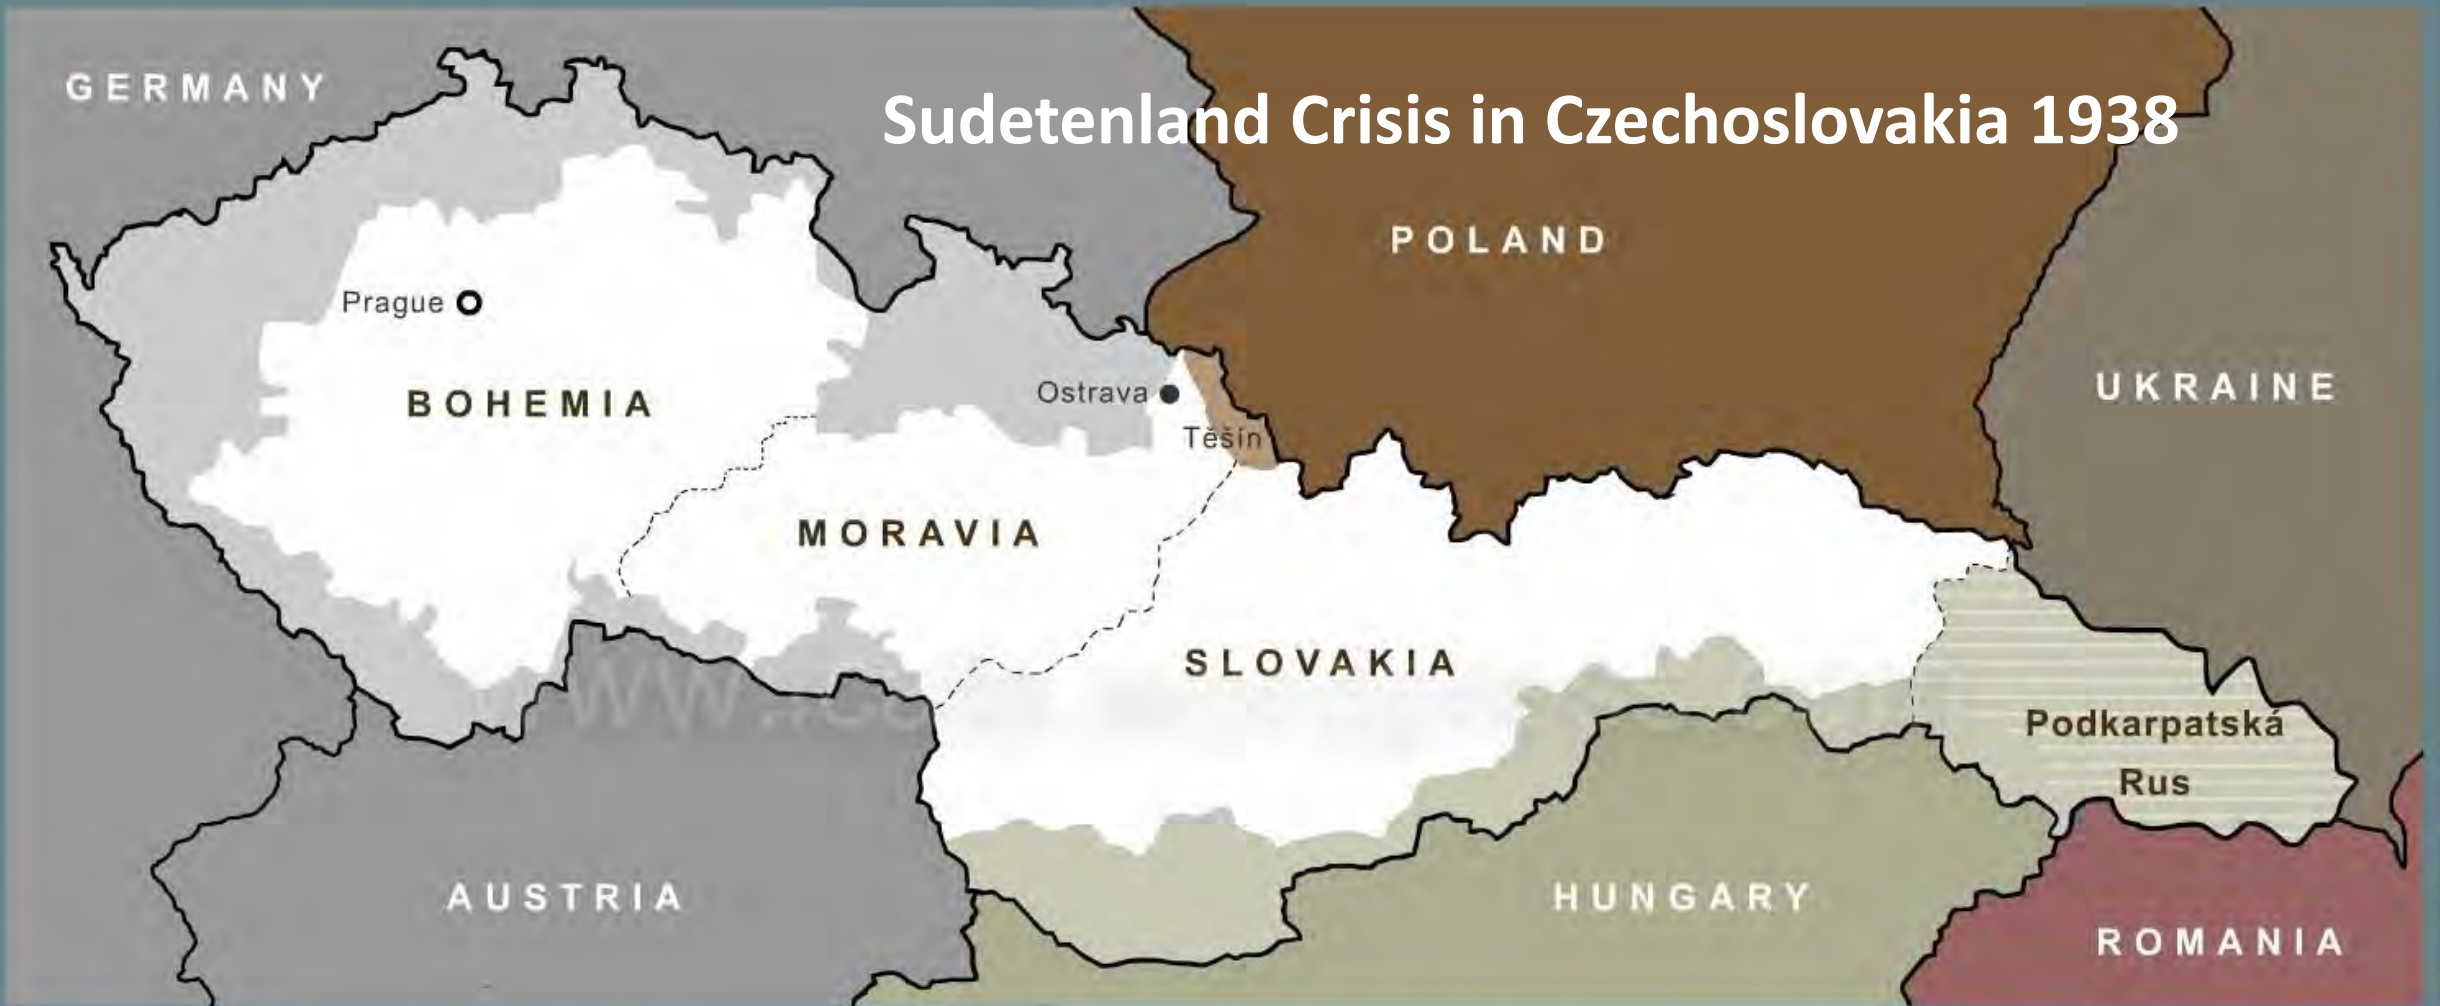 GERMANY
Sudetenland Crisis in Czechoslovakia 1938
POLAND
Prague
UKRAINE
Ostrava
BOHEMIA
Těšín
MORAVIA
SLOVAKIA
Podkarpatská
Rus
AUSTRIA
HUNGARY
ROMANIA